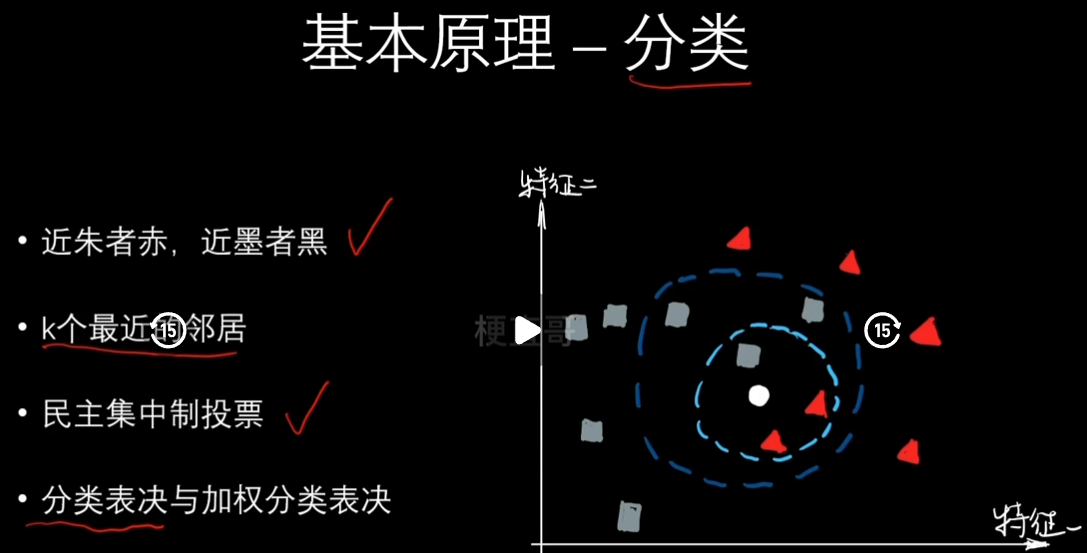 基本原理 – 分类
特征二
• 近朱者赤，近墨者黑
• k个最近的邻居
15
梗直哥
15
• 民主集中制投票
• 分类表决与加权分类表决
特征一